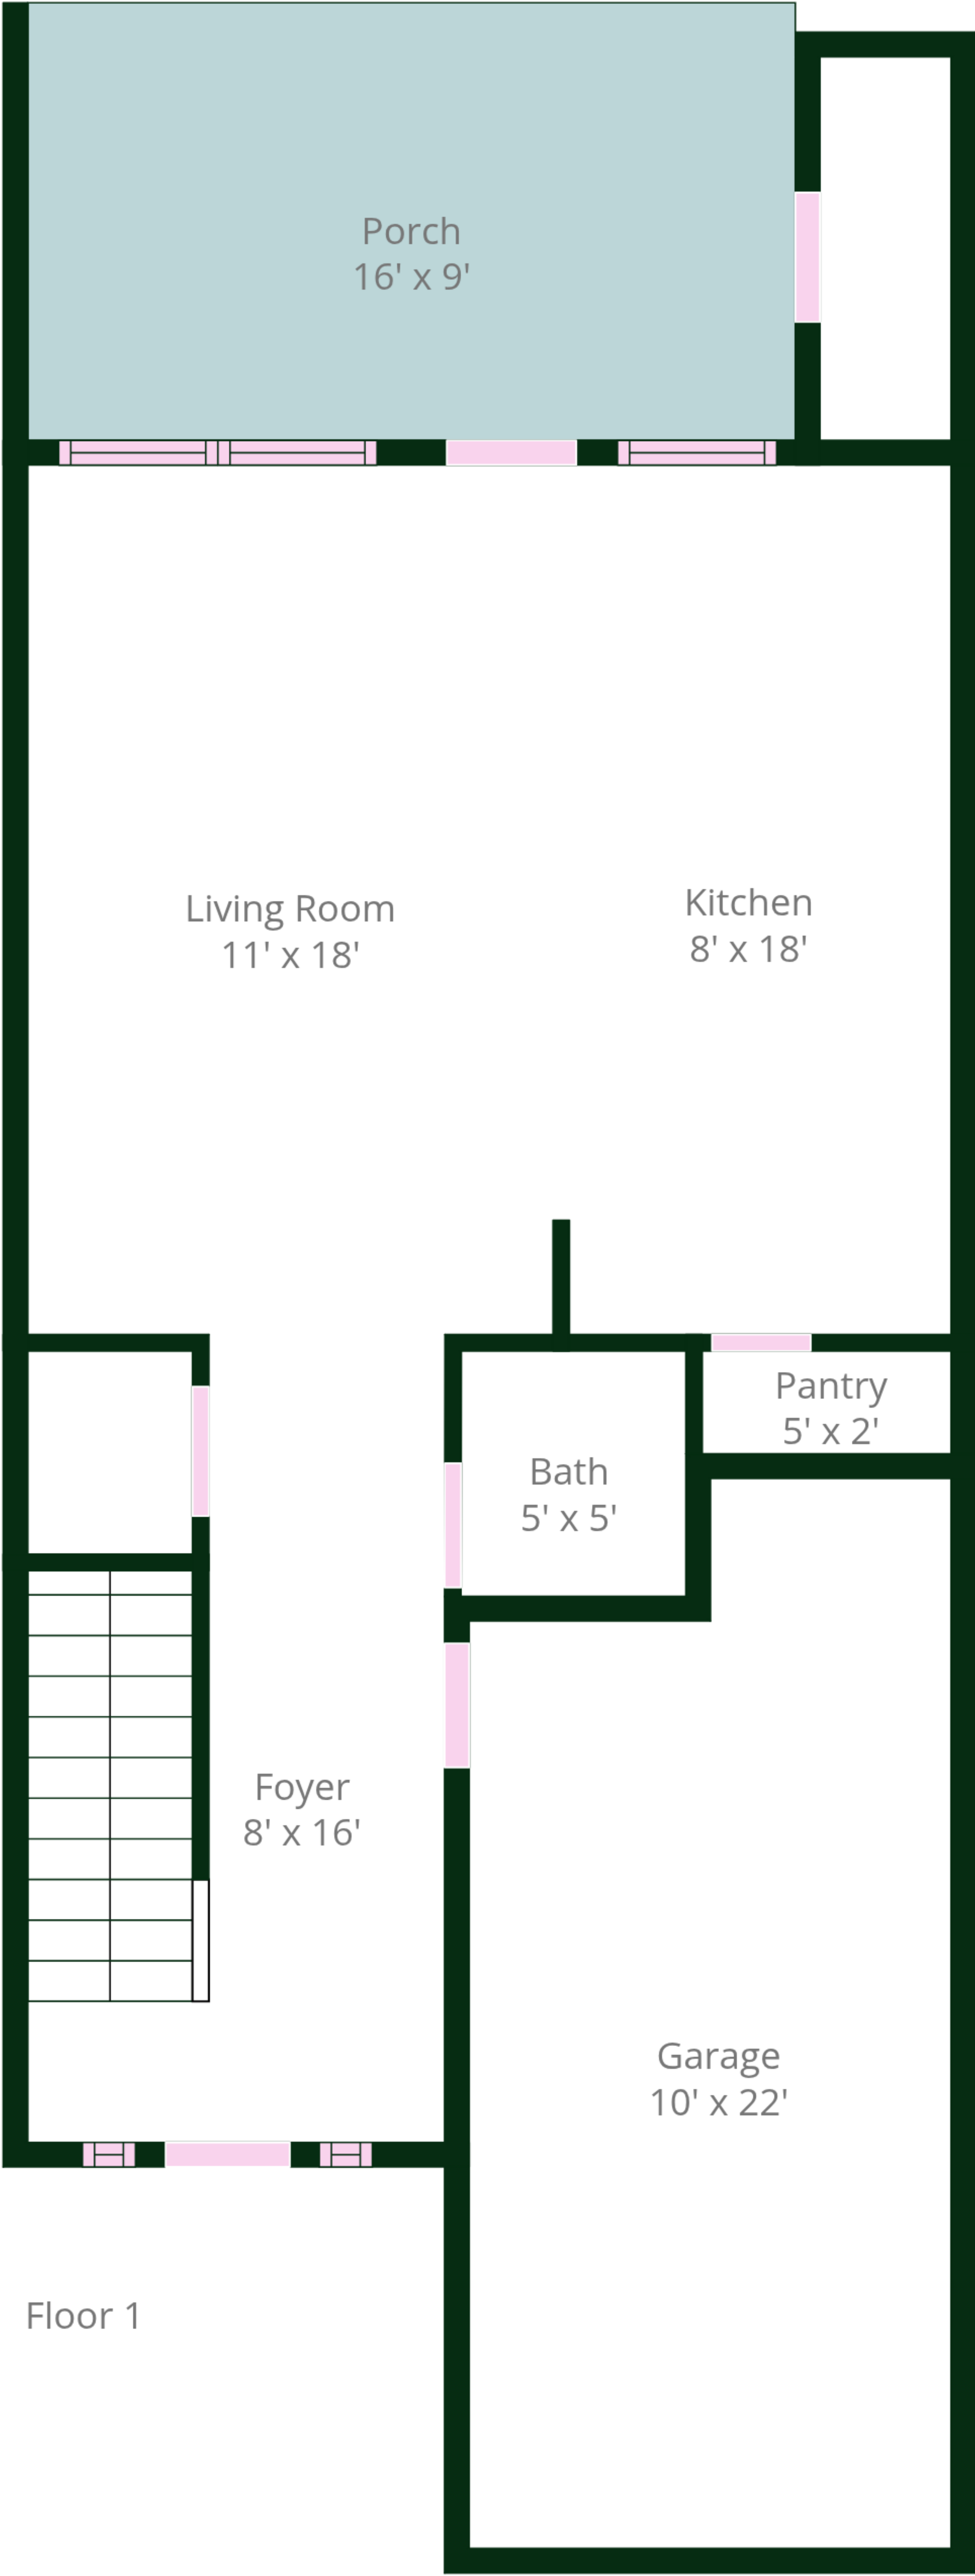 Porch
16' x 9'
Living Room
11' x 18'
Kitchen
8' x 18'
Pantry
5' x 2'
Bath
5' x 5'
Foyer
8' x 16'
Garage
10' x 22'
Floor 1